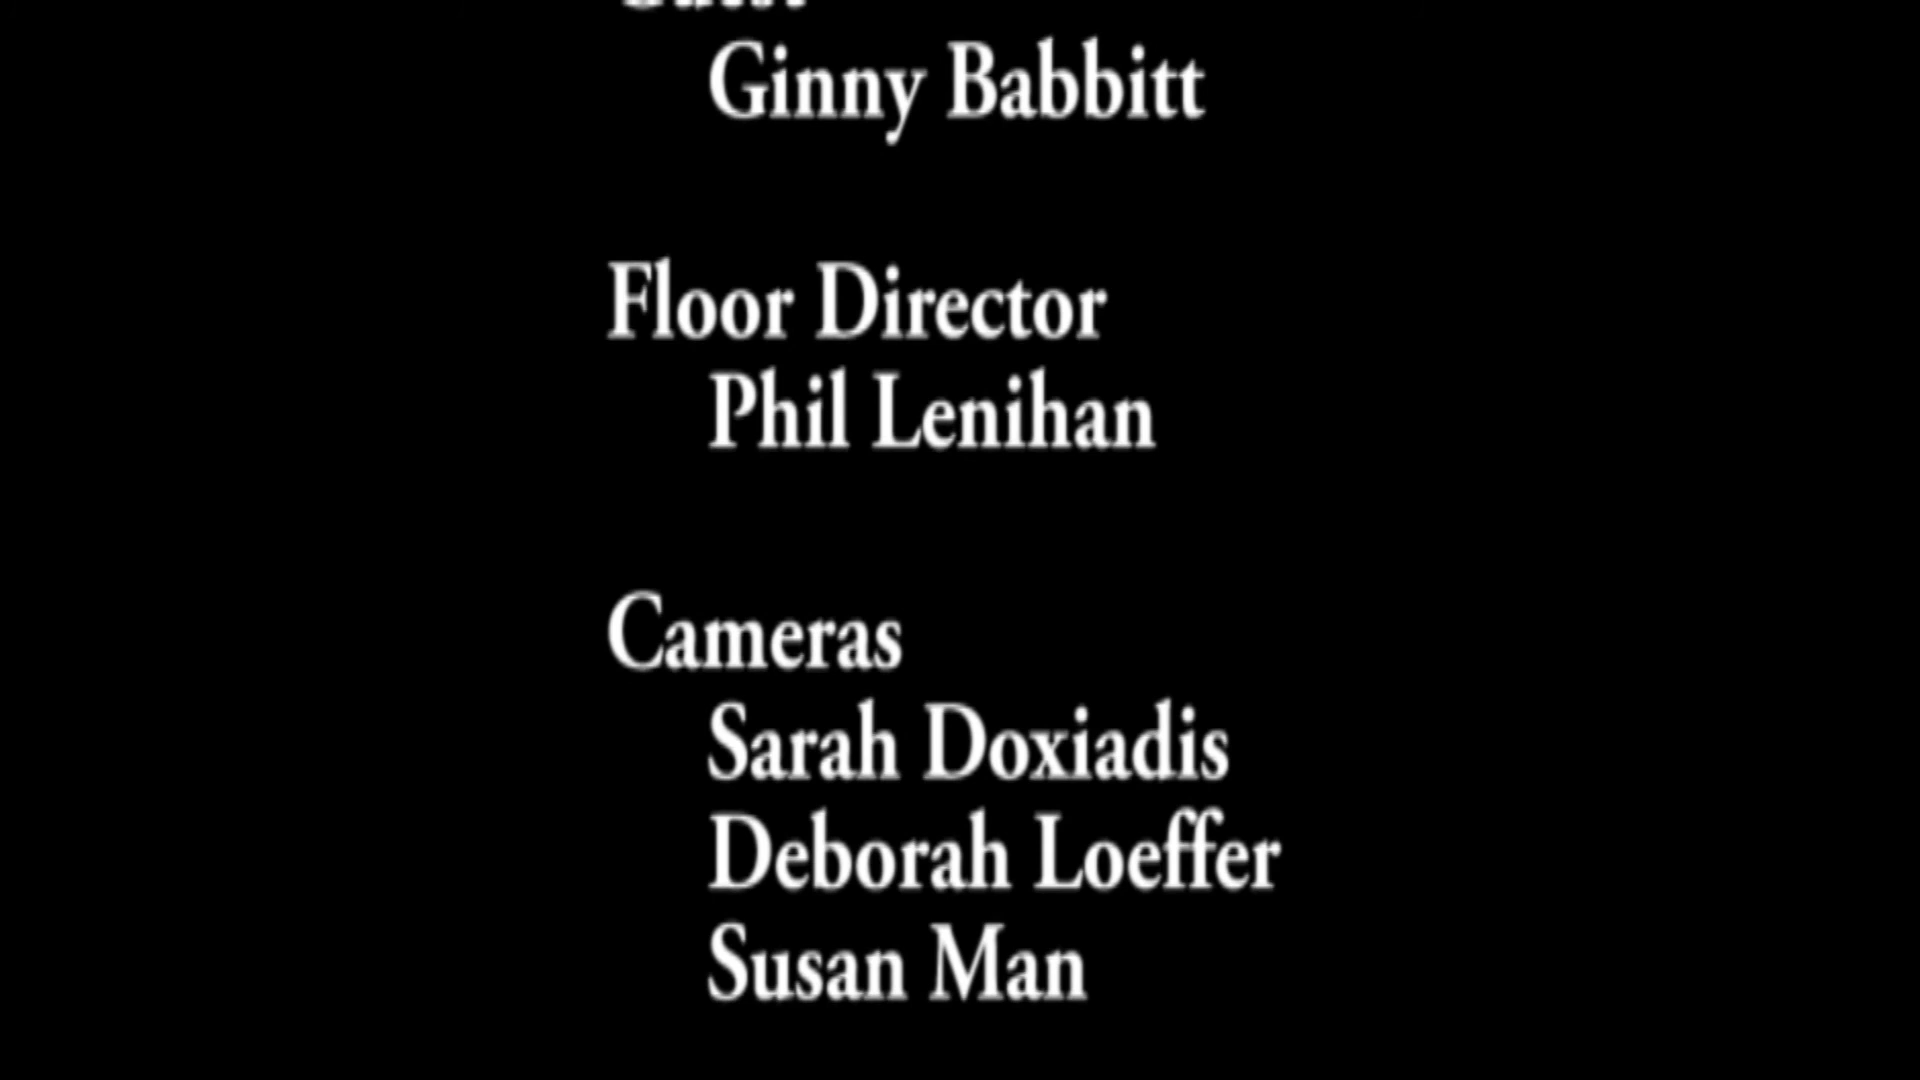 Ginny Babbitt
Floor Director
Phil Lenihan
Cameras
Sarah Doxiadis
Deborah Loeffer
Susan Man